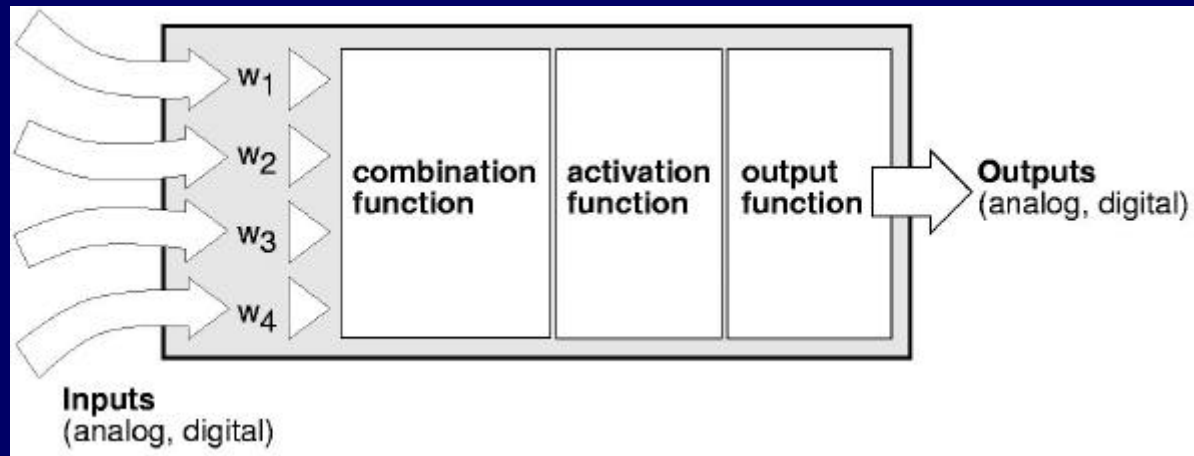 w1
w2
w3
w4
combination
function
activation
function
output
function
Outputs
(analog, digital)
Inputs
(analog, digital)